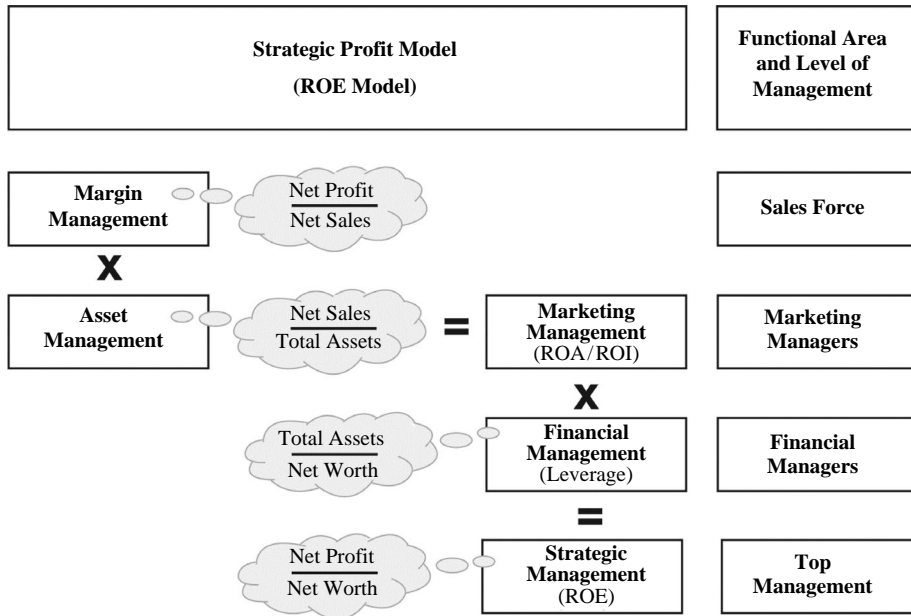 Strategic Profit Model
(ROE Model)
Functional Area
and Level of
Management
Margin
Management
Net Profit
Net Sales
Sales Force
X
Asset
Management
Net Sales
Total Assets
=
Marketing
Management
(ROA/ROI)
Marketing
Managers
X
Total Assets
Net Worth
Financial
Management
(Leverage)
Financial
Managers
=
Net Profit
Net Worth
Strategic
Management
(ROE)
Top
Management